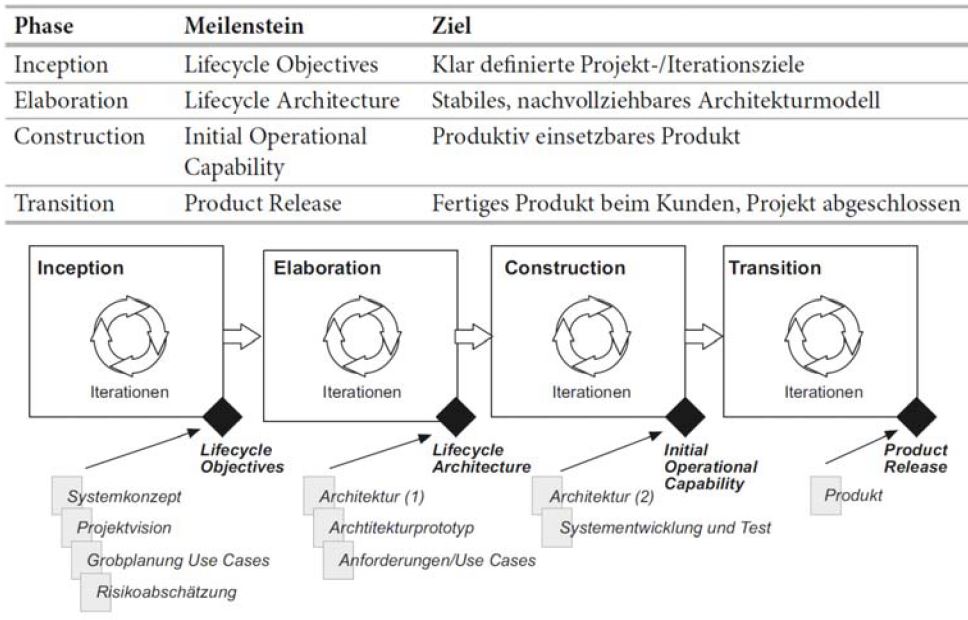 Phase Meilenstein Ziel
Inception Lifecycle Objectives Klar definierte Projekt-/Iterationsziele
Elaboration Lifecycle Architecture Stabiles, nachvollziehbares Architekturmodell
Construction Initial Operational Produktiv einsetzbares Produkt
Capability
Transition Product Release Fertiges Produkt beim Kunden, Projekt abgeschlossen
Inception Elaboration Construction Transition
Iterationen Iterationen Iterationen Iterationen
Lifecycle Lifecycle Initial Product
Objectives Architecture Operational Release
Capability
Systemkonzept Architektur (1) Architektur (2) Produkt
Projektvision Archtitekturprototyp Systementwicklung und Test
Grobplanung Use Cases Anforderungen/Use Cases
Risikoabschätzung